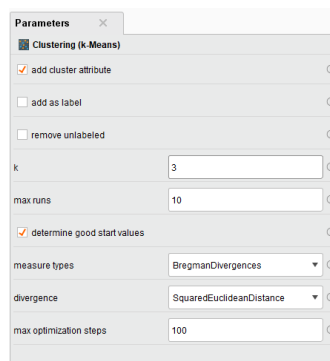 Parameters
Clustering (k-Means)
add cluster attribute
add as label
remove unlabeled
k 3
max runs 10
determine good start values
measure types BregmanDivergences
divergence SquaredEuclideanDistance
max optimization steps 100